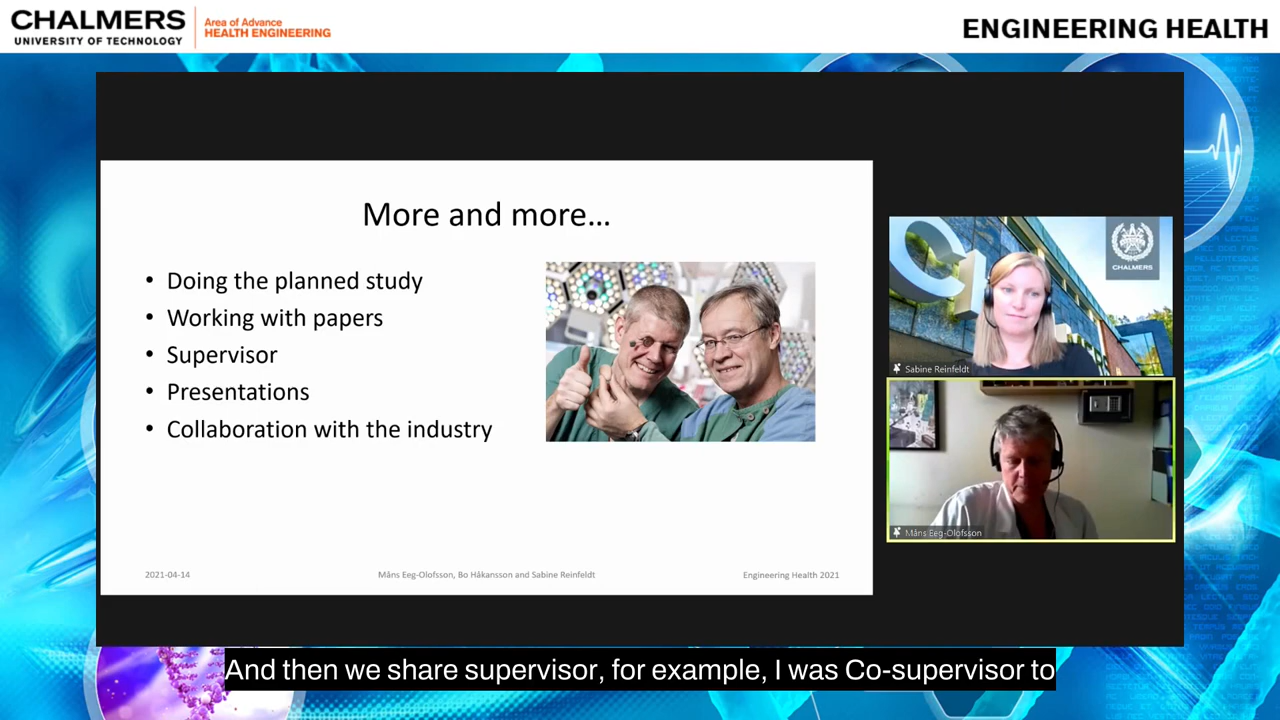 CHALMERS
UNIVERSITY OF TECHNOLOGY
Area of Advance
HEALTH ENGINEERING
ENGINEERING HEALTH
More and more…
• Doing the planned study
• Working with papers
• Supervisor
• Presentations
• Collaboration with the industry
2021-04-14
Måns Eeg-Olofsson, Bo Håkansson and Sabine Reinfeldt
Engineering Health 2021
CHALMERS
Sabine Reinfeldt
Måns Eeg-Olofsson
And then we share supervisor, for example, I was Co-supervisor to